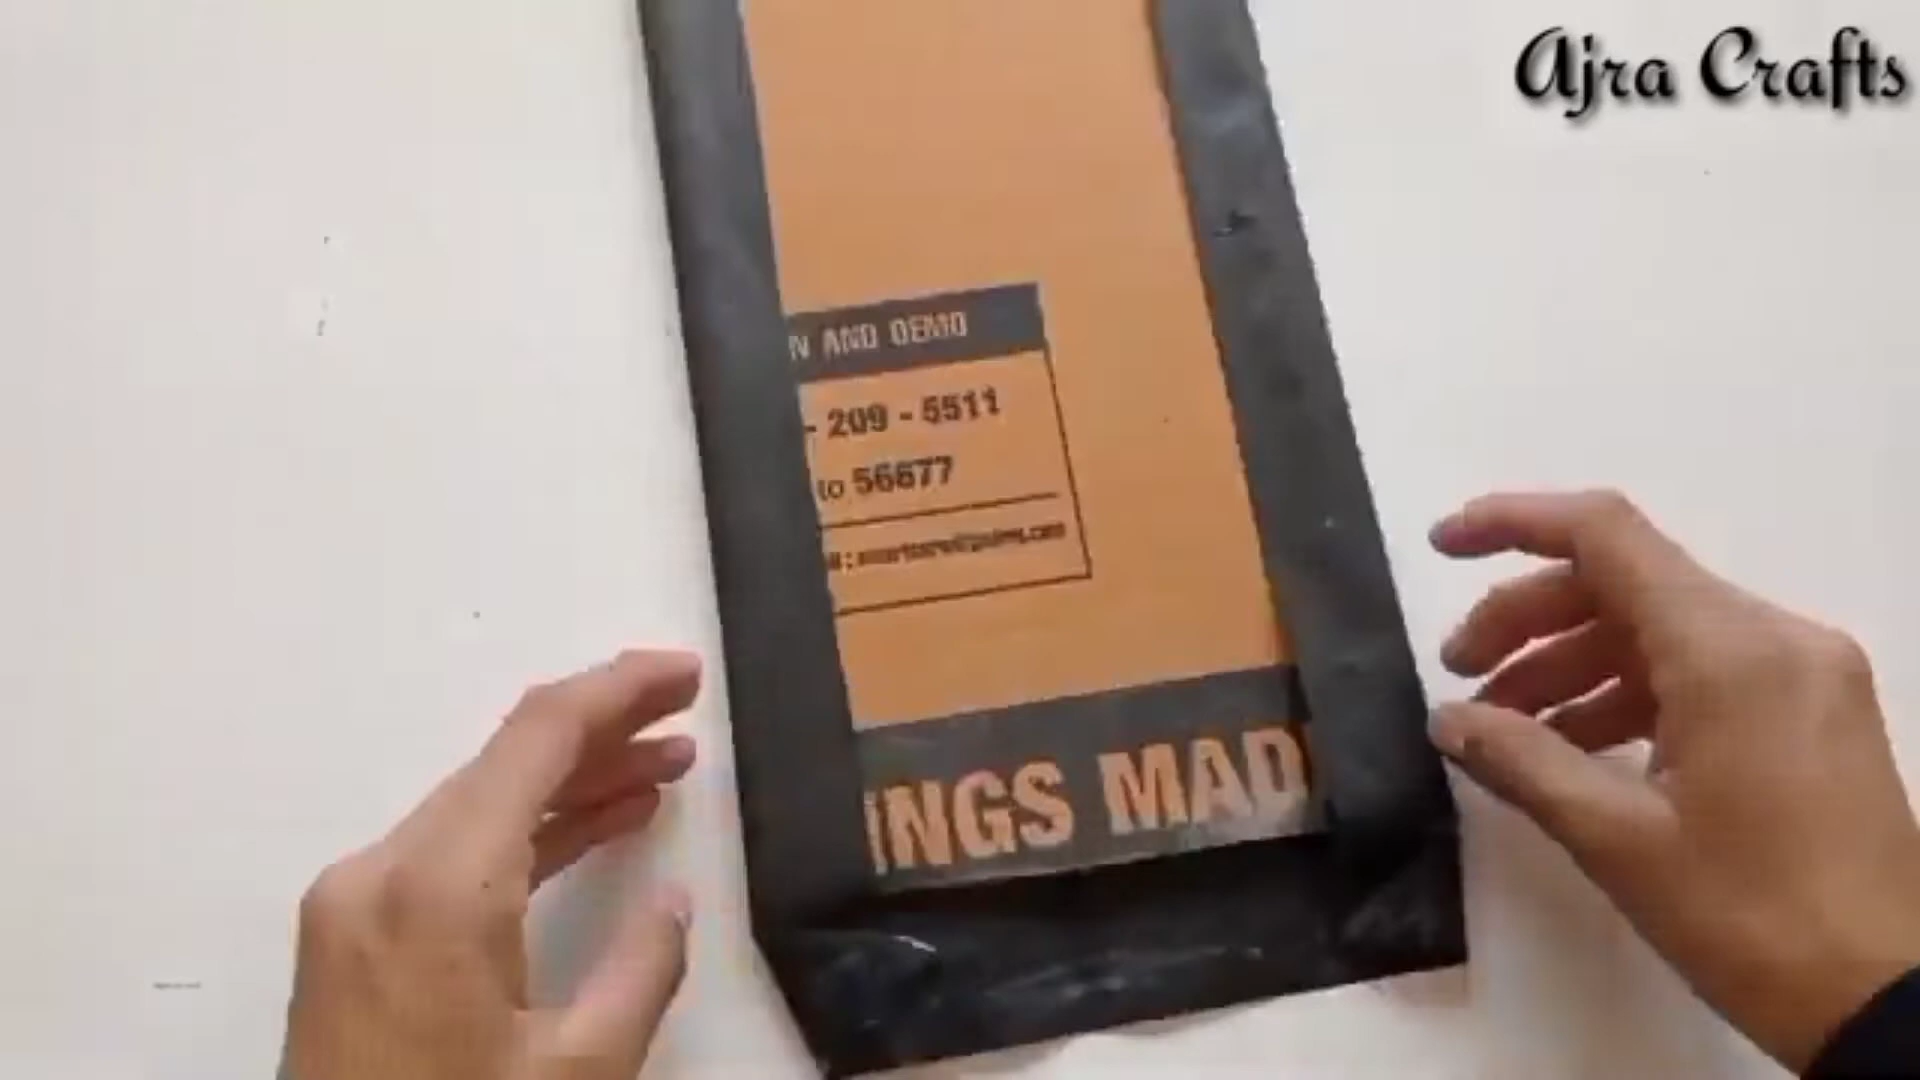 Ajra Crafts
N AND DEMO
- 209 - 5511
to 56677
INGS MAD